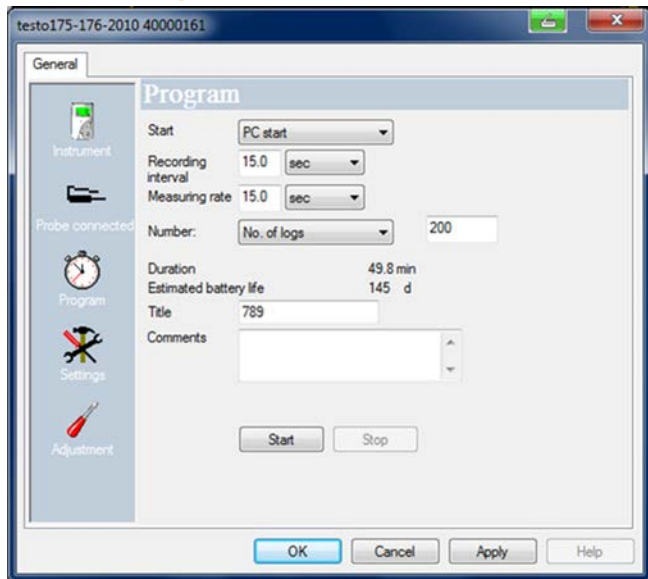 testo175-176-2010 40000161
General
Program
Instrument
Probe connected
Program
Settings
Adjustment
Start PC start
Recording interval 15.0 sec
Measuring rate 15.0 sec
Number: No. of logs 200
Duration 49.8 min
Estimated battery life 145 d
Title 789
Comments
Start Stop
OK Cancel Apply Help